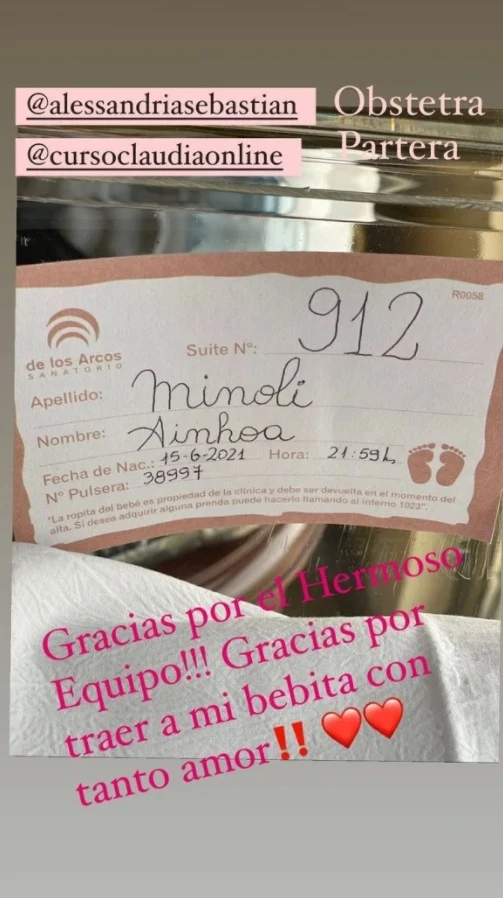 @alessandriasebastian Obstetra
@cursoclaudiaonline Partera
R0058
de los Arcos
SANATORIO
Suite Nº: 912
Apellido: Minoli
Nombre: Ainhoa
Fecha de Nac.: 15-6-2021 Hora: 21:59h
Nº Pulsera: 38997
"La ropita del bebé es propiedad de la clínica y debe ser devuelta en el momento del
alta. Si desea adquirir alguna prenda puede hacerlo llamando al interno 1023".
Gracias por el Hermoso
Equipo!!! Gracias por
traer a mi bebita con
tanto amor‼️ ❤️❤️